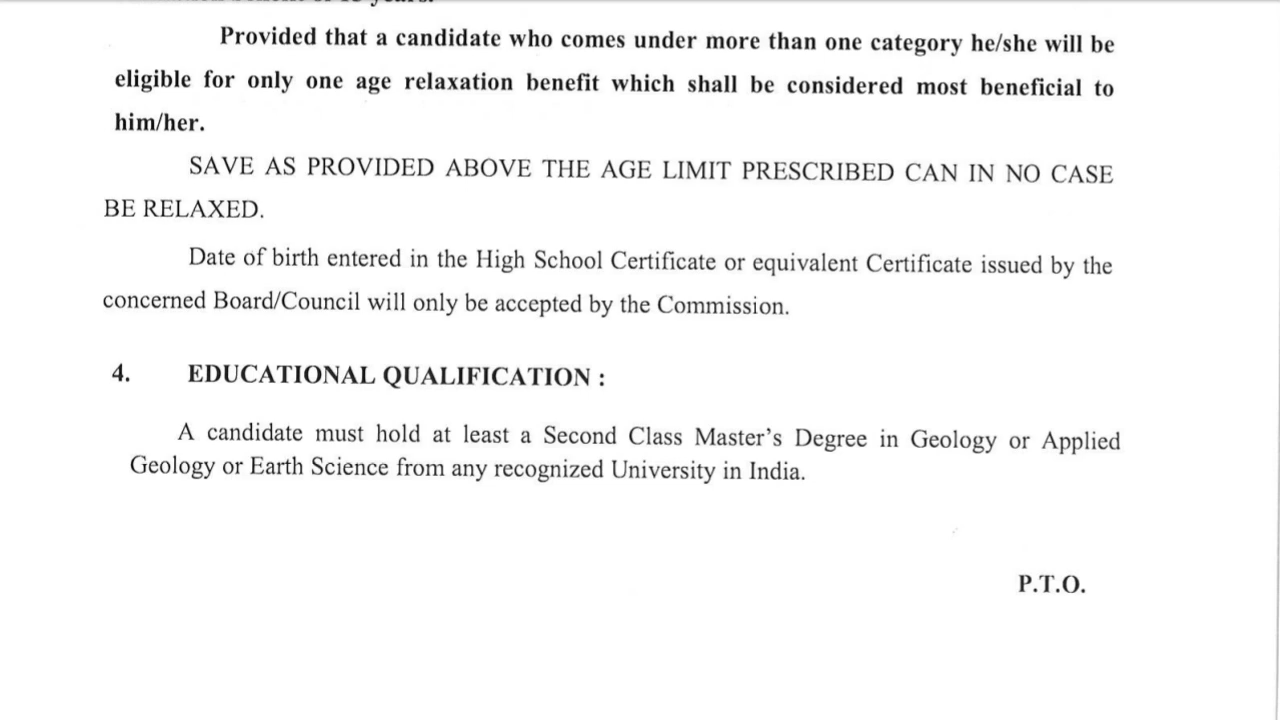 Provided that a candidate who comes under more than one category he/she will be
eligible for only one age relaxation benefit which shall be considered most beneficial to
him/her.
SAVE AS PROVIDED ABOVE THE AGE LIMIT PRESCRIBED CAN IN NO CASE
BE RELAXED.
Date of birth entered in the High School Certificate or equivalent Certificate issued by the
concerned Board/Council will only be accepted by the Commission.
4. EDUCATIONAL QUALIFICATION :
A candidate must hold at least a Second Class Master's Degree in Geology or Applied
Geology or Earth Science from any recognized University in India.
P.T.O.